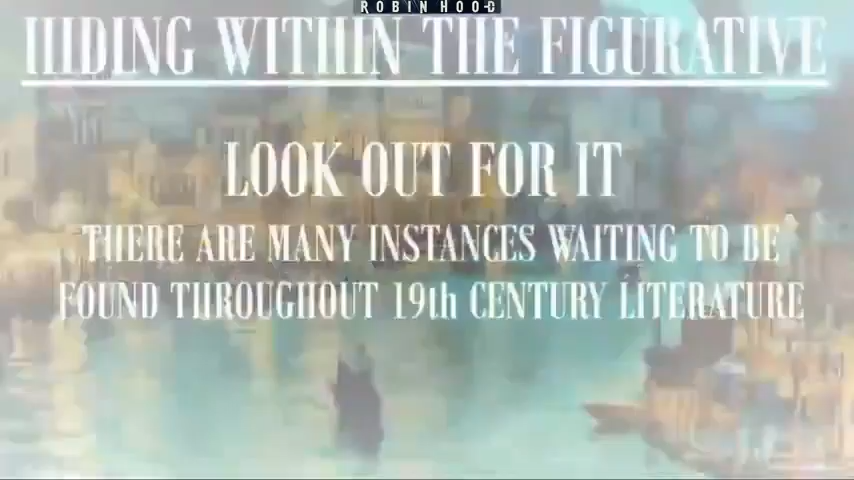 ROBIN HOOD
HIDING WITHIN THE FIGURATIVE
LOOK OUT FOR IT
THERE ARE MANY INSTANCES WAITING TO BE
FOUND THROUGHOUT 19th CENTURY LITERATURE